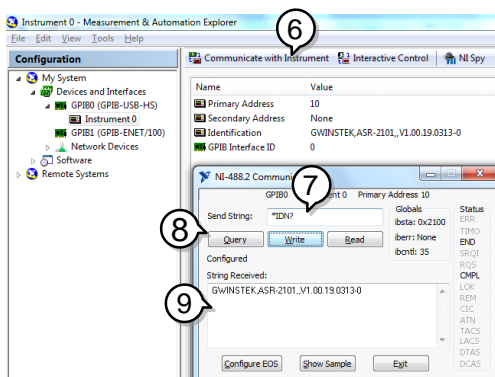 Instrument 0 - Measurement & Automation Explorer
File Edit View Tools Help
6
Configuration
Communicate with Instrument Interactive Control NI Spy
My System
Devices and Interfaces
GPIB0 (GPIB-USB-HS)
Instrument 0
GPIB1 (GPIB-ENET/100)
Network Devices
Software
Remote Systems
Name Value
Primary Address 10
Secondary Address None
Identification GWINSTEK,ASR-2101,,V1.00.19.0313-0
GPIB Interface ID 0
NI-488.2 Communi
7
GPIB0 ent 0 Primary Address 10
Send String: *IDN?
8
Query Write Read
Configured
Globals
ibsta: 0x2100
iberr: None
ibcntl: 35
Status
ERR
TIMO
END
SRQI
RQS
CMPL
LOK
REM
CIC
ATN
TACS
LACS
DTAS
DCAS
String Received:
GWINSTEK,ASR-2101,,V1.00.19.0313-0
9
Configure EOS Show Sample Exit